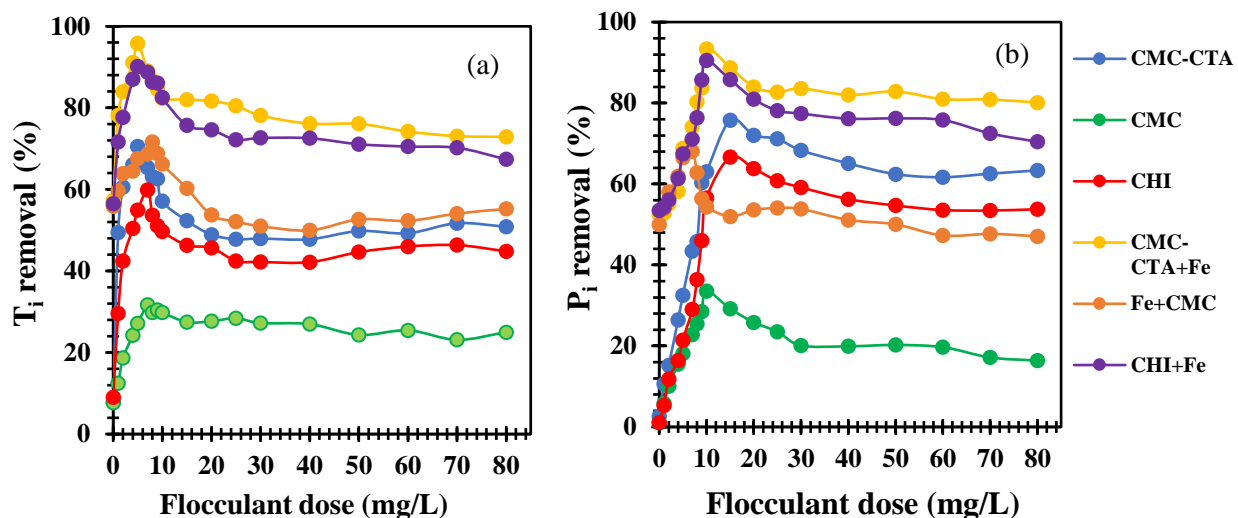 (a)
T_i removal (%)
100
80
60
40
20
0
0 10 20 30 40 50 60 70 80
Flocculant dose (mg/L)
(b)
P_i removal (%)
100
80
60
40
20
0
0 10 20 30 40 50 60 70 80
Flocculant dose (mg/L)
CMC-CTA
CMC
CHI
CMC-
CTA+Fe
Fe+CMC
CHI+Fe